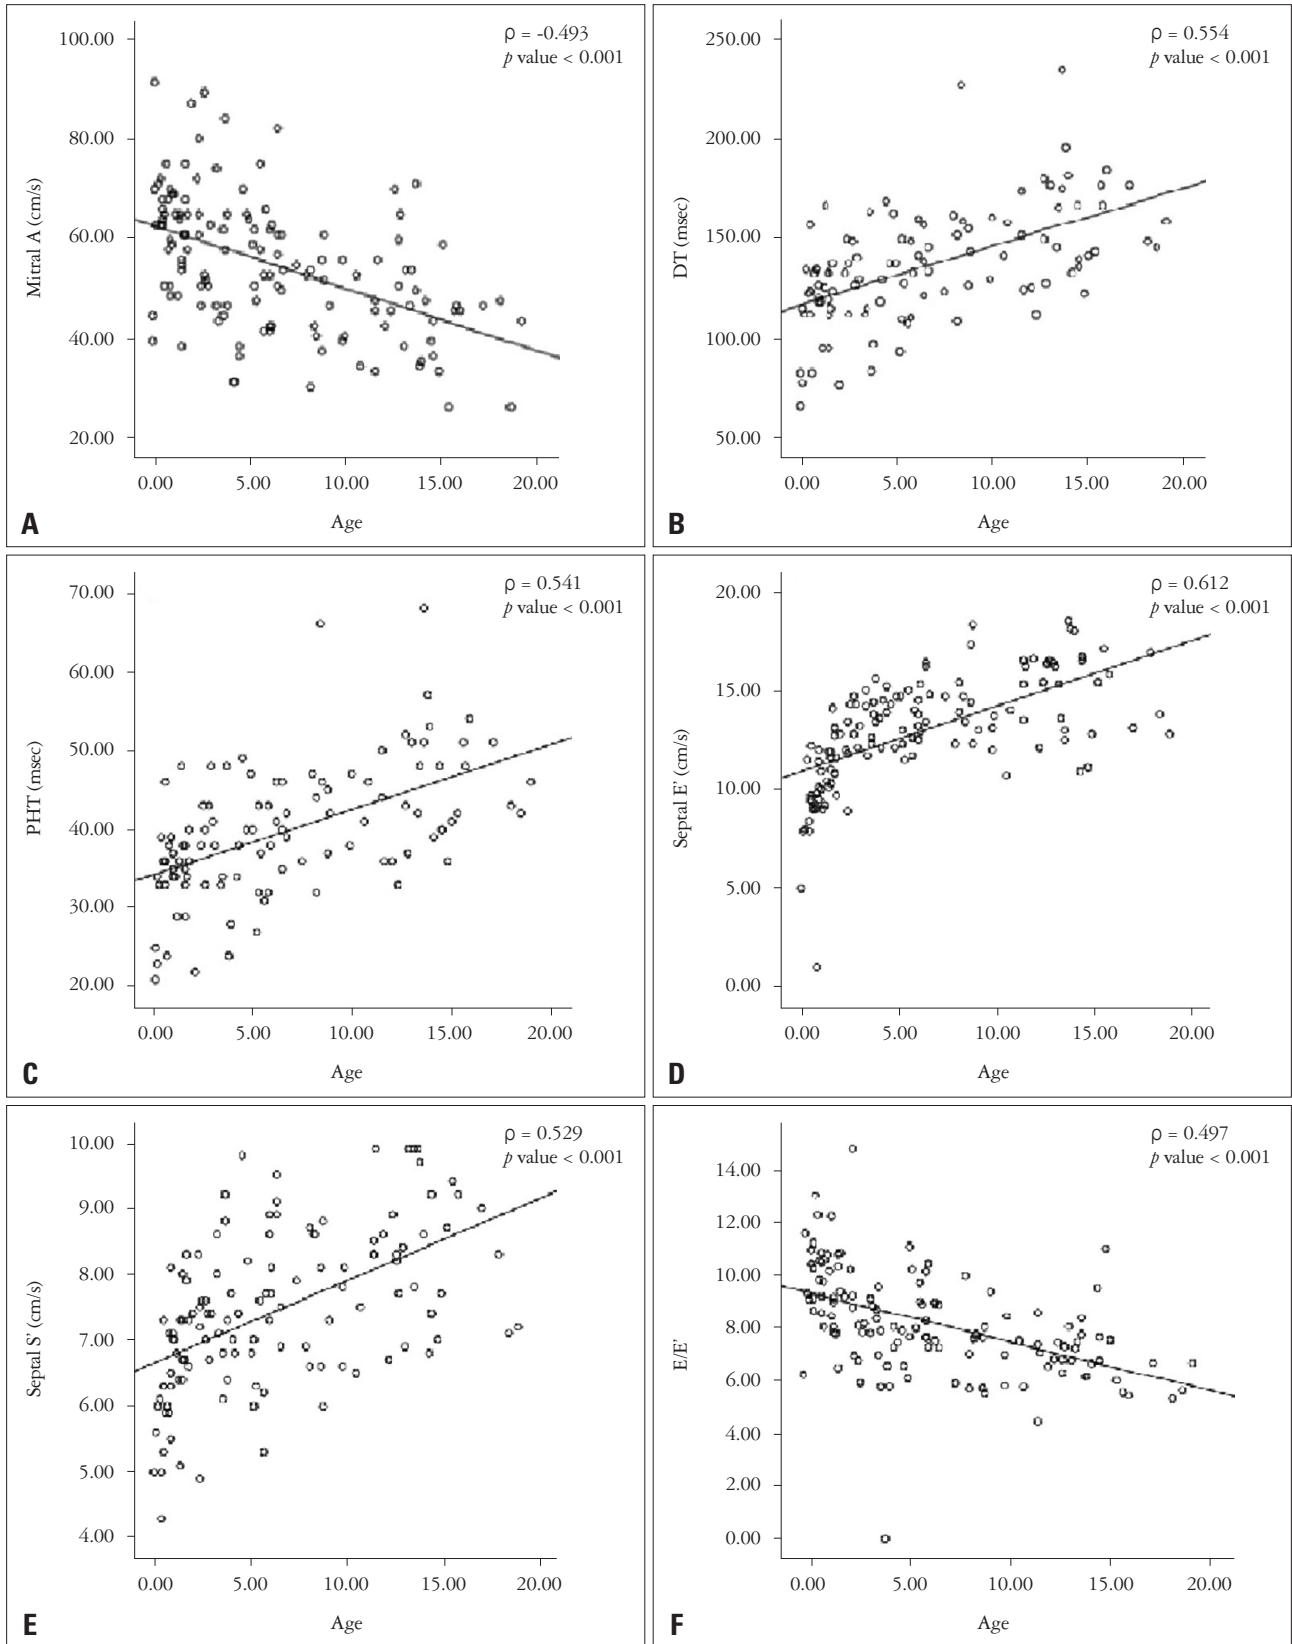 ρ = -0.493
p value < 0.001
100.00
80.00
60.00
40.00
20.00
Mitral A (cm/s)
0.00 5.00 10.00 15.00 20.00
Age
A
ρ = 0.554
p value < 0.001
250.00
200.00
150.00
100.00
50.00
DT (msec)
0.00 5.00 10.00 15.00 20.00
Age
B
ρ = 0.541
p value < 0.001
70.00
60.00
50.00
40.00
30.00
20.00
PHT (msec)
0.00 5.00 10.00 15.00 20.00
Age
C
ρ = 0.612
p value < 0.001
20.00
15.00
10.00
5.00
0.00
Septal E’ (cm/s)
0.00 5.00 10.00 15.00 20.00
Age
D
ρ = 0.529
p value < 0.001
10.00
9.00
8.00
7.00
6.00
5.00
4.00
Septal S’ (cm/s)
0.00 5.00 10.00 15.00 20.00
Age
E
ρ = 0.497
p value < 0.001
14.00
12.00
10.00
8.00
6.00
4.00
2.00
0.00
E/E’
0.00 5.00 10.00 15.00 20.00
Age
F